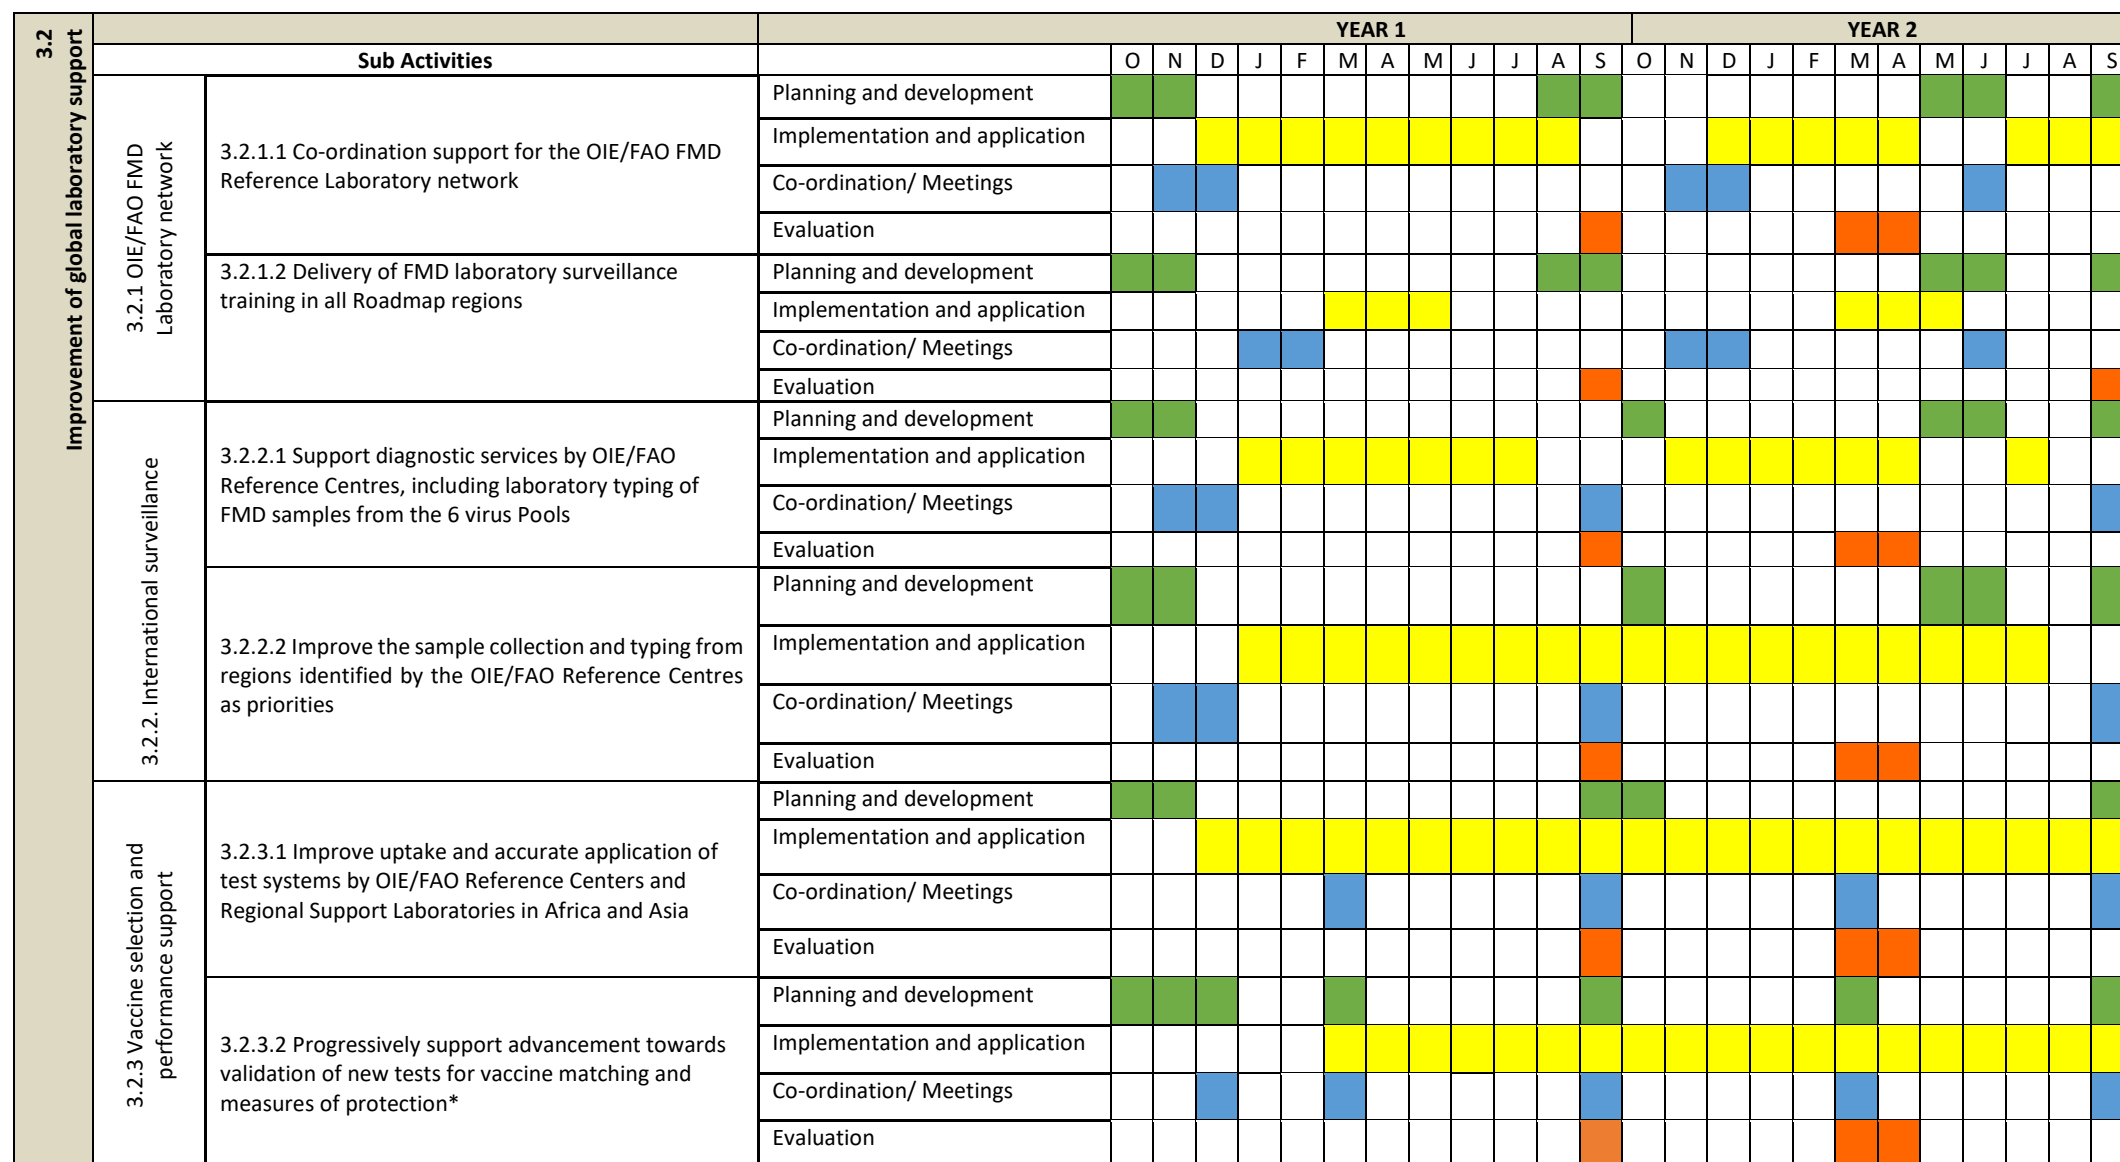 3.2
Improvement of global laboratory support
YEAR 1 YEAR 2
Sub Activities O N D J F M A M J J A S O N D J F M A M J J A S
3.2.1 OIE/FAO FMD
Laboratory network
3.2.1.1 Co-ordination support for the OIE/FAO FMD
Reference Laboratory network
Planning and development
Implementation and application
Co-ordination/ Meetings
Evaluation
3.2.1.2 Delivery of FMD laboratory surveillance
training in all Roadmap regions
Planning and development
Implementation and application
Co-ordination/ Meetings
Evaluation
3.2.2. International surveillance
3.2.2.1 Support diagnostic services by OIE/FAO
Reference Centres, including laboratory typing of
FMD samples from the 6 virus Pools
Planning and development
Implementation and application
Co-ordination/ Meetings
Evaluation
3.2.2.2 Improve the sample collection and typing from
regions identified by the OIE/FAO Reference Centres
as priorities
Planning and development
Implementation and application
Co-ordination/ Meetings
Evaluation
3.2.3 Vaccine selection and
performance support
3.2.3.1 Improve uptake and accurate application of
test systems by OIE/FAO Reference Centers and
Regional Support Laboratories in Africa and Asia
Planning and development
Implementation and application
Co-ordination/ Meetings
Evaluation
3.2.3.2 Progressively support advancement towards
validation of new tests for vaccine matching and
measures of protection*
Planning and development
Implementation and application
Co-ordination/ Meetings
Evaluation